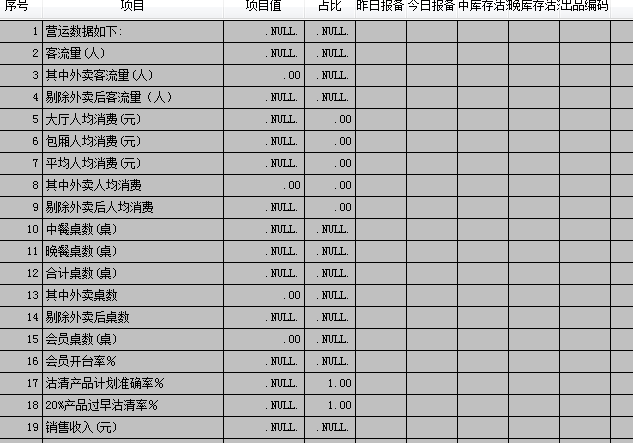 序号 项目 项目值 占比 昨日报备 今日报备 中库存沽 晚库存沽 出品编码
1 营运数据如下: .NULL. .NULL.
2 客流量(人) .NULL. .NULL.
3 其中外卖客流量(人) .00 .NULL.
4 剔除外卖后客流量（人） .NULL. .NULL.
5 大厅人均消费(元) .NULL. .00
6 包厢人均消费(元) .NULL. .00
7 平均人均消费(元) .NULL. .00
8 其中外卖人均消费 .00 .00
9 剔除外卖后人均消费 .NULL. .00
10 中餐桌数(桌) .NULL. .NULL.
11 晚餐桌数(桌) .NULL. .NULL.
12 合计桌数(桌) .NULL. .NULL.
13 其中外卖桌数 .00 .NULL.
14 剔除外卖后桌数 .NULL. .NULL.
15 会员桌数(桌) .00 .NULL.
16 会员开台率% .NULL. .NULL.
17 沽清产品计划准确率% .NULL. 1.00
18 20%产品过早沽清率% .NULL. 1.00
19 销售收入(元) .NULL. .NULL.